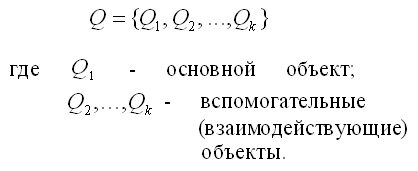 Q = {Q₁, Q₂, ..., Qₖ}
где Q₁ - основной объект;
Q₂,...,Qₖ - вспомогательные
(взаимодействующие)
объекты.